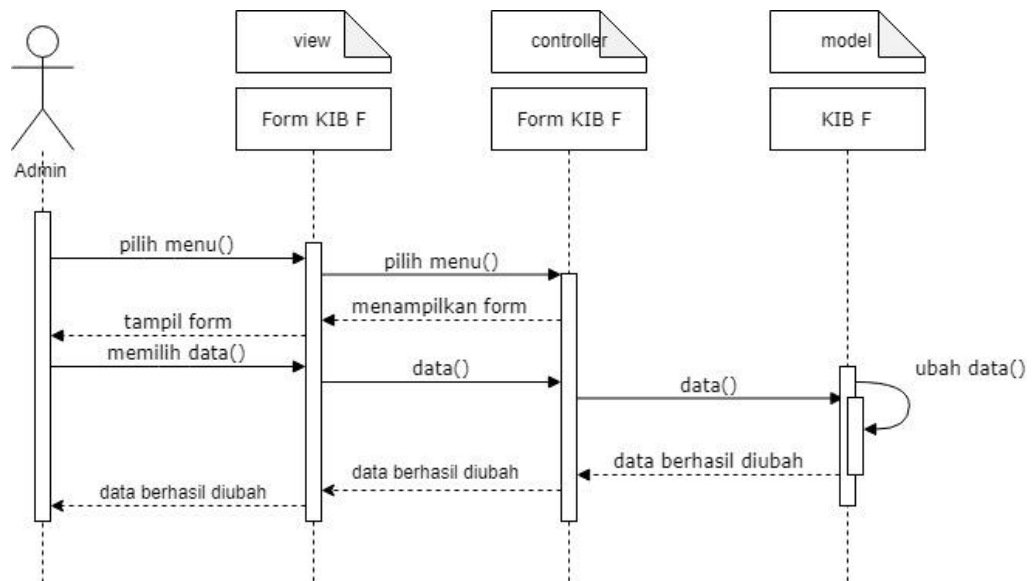 view
controller
model
Form KIB F
Form KIB F
KIB F
Admin
pilih menu()
pilih menu()
menampilkan form
tampil form
memilih data()
data()
ubah data()
data()
data berhasil diubah
data berhasil diubah
data berhasil diubah